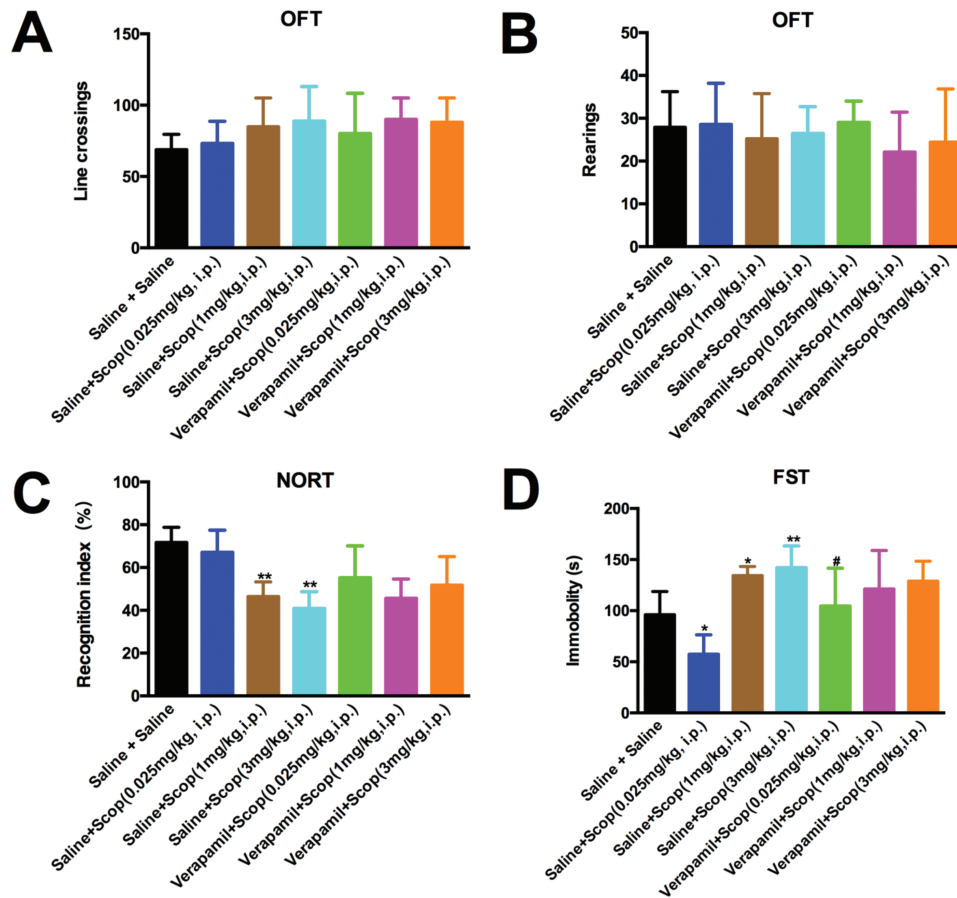 A
OFT
Line crossings
150
100
50
0
Saline + Saline
Saline+Scop(0.025mg/kg, i.p.)
Saline+Scop(1mg/kg,i.p.)
Saline+Scop(3mg/kg,i.p.)
Verapamil+Scop(0.025mg/kg,i.p.)
Verapamil+Scop(1mg/kg,i.p.)
Verapamil+Scop(3mg/kg,i.p.)
B
OFT
Rearings
50
40
30
20
10
0
Saline + Saline
Saline+Scop(0.025mg/kg, i.p.)
Saline+Scop(1mg/kg,i.p.)
Saline+Scop(3mg/kg,i.p.)
Verapamil+Scop(0.025mg/kg,i.p.)
Verapamil+Scop(1mg/kg,i.p.)
Verapamil+Scop(3mg/kg,i.p.)
C
NORT
Recognition index (%)
100
80
60
40
20
0
**
**
Saline + Saline
Saline+Scop(0.025mg/kg, i.p.)
Saline+Scop(1mg/kg,i.p.)
Saline+Scop(3mg/kg,i.p.)
Verapamil+Scop(0.025mg/kg,i.p.)
Verapamil+Scop(1mg/kg,i.p.)
Verapamil+Scop(3mg/kg,i.p.)
D
FST
Immobolity (s)
200
150
100
50
0
*
*
**
#
Saline + Saline
Saline+Scop(0.025mg/kg, i.p.)
Saline+Scop(1mg/kg,i.p.)
Saline+Scop(3mg/kg,i.p.)
Verapamil+Scop(0.025mg/kg,i.p.)
Verapamil+Scop(1mg/kg,i.p.)
Verapamil+Scop(3mg/kg,i.p.)